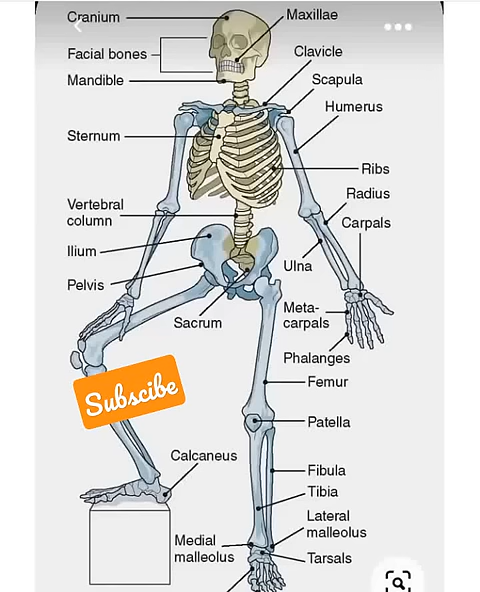 Cranium
Maxillae
Facial bones
Clavicle
Mandible
Scapula
Humerus
Sternum
Ribs
Radius
Vertebral
column
Carpals
Ilium
Ulna
Pelvis
Meta-
carpals
Sacrum
Phalanges
Femur
Subscibe
Patella
Calcaneus
Fibula
Tibia
Lateral
malleolus
Medial
malleolus
Tarsals